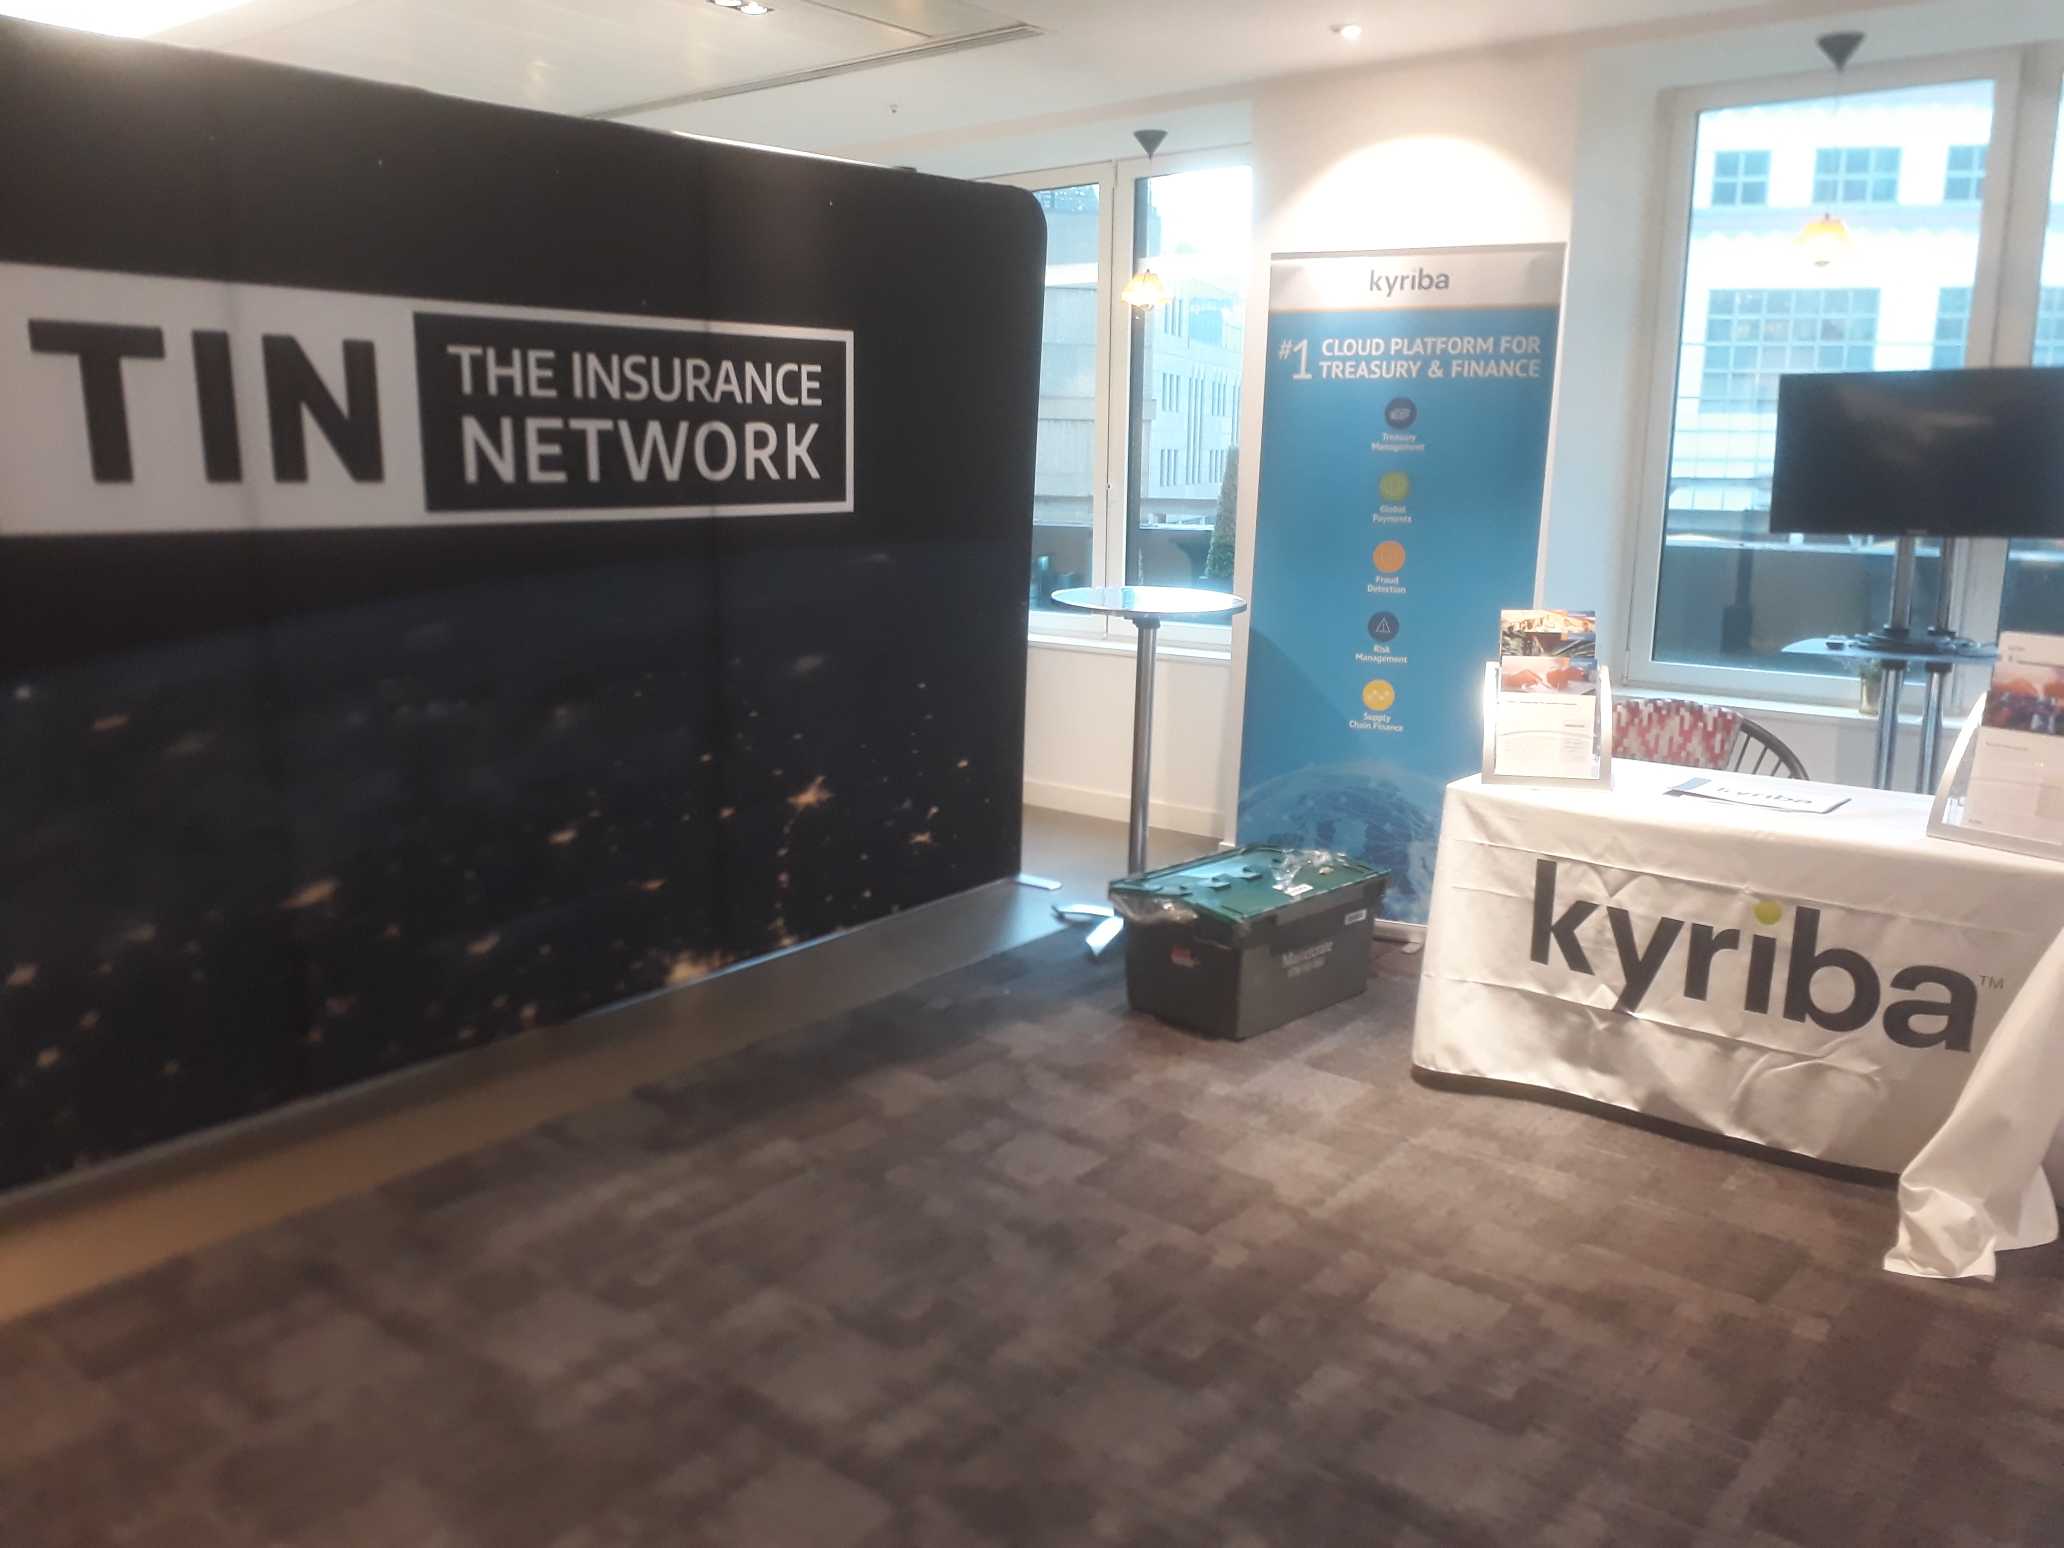 TIN
THE INSURANCE
NETWORK
kyriba
#1 CLOUD PLATFORM FOR
TREASURY & FINANCE
Treasury
Management
Global
Payments
Fraud
Detection
Risk
Management
Supply
Chain Finance
kyriba
kyriba™